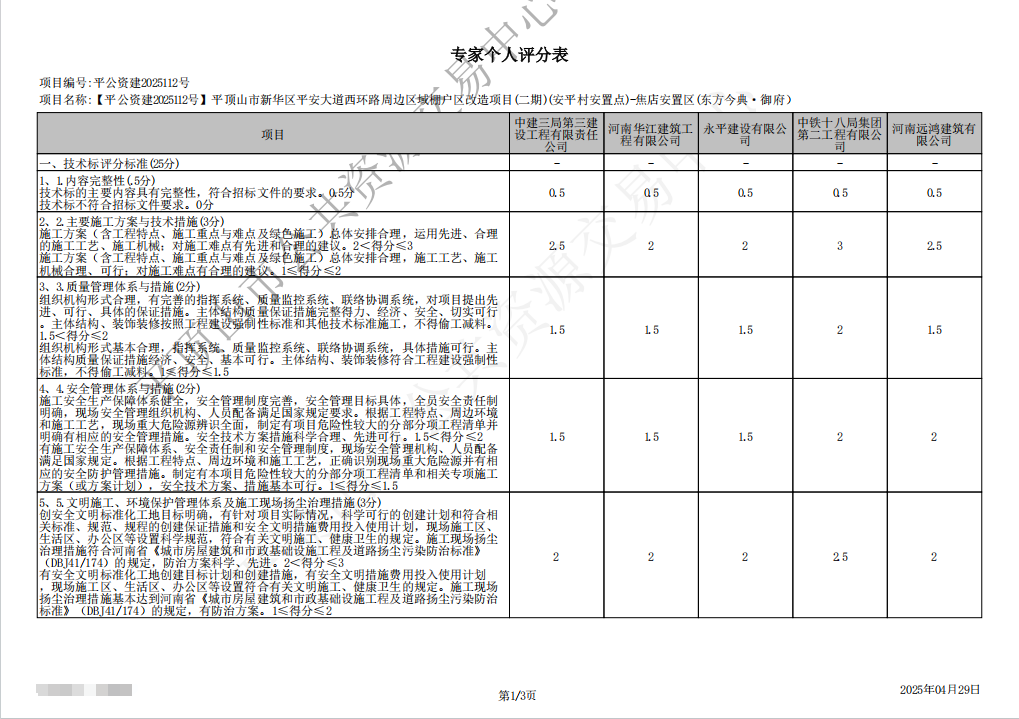 专家个人评分表
项目编号:平公资建2025112号
项目名称:【平公资建2025112号】平顶山市新华区平安大道西环路周边区域棚户区改造项目(二期)(安平村安置点)-焦店安置区(东方今典·御府)
项目
中建三局第三建设工程有限责任公司
河南华江建筑工程有限公司
永平建设有限公司
中铁十八局集团第二工程有限公司
河南远鸿建筑有限公司
一、技术标评分标准(25分)
- - - - -
1、1.内容完整性(.5分)
技术标的主要内容具有完整性，符合招标文件的要求。0.5分
技术标不符合招标文件要求。0分
0.5 0.5 0.5 0.5 0.5
2、2.主要施工方案与技术措施(3分)
施工方案（含工程特点、施工重点与难点及绿色施工）总体安排合理，运用先进、合理
的施工工艺、施工机械；对施工难点有先进和合理的建议。2<得分≤3
施工方案（含工程特点、施工重点与难点及绿色施工）总体安排合理，施工工艺、施工
机械合理、可行；对施工难点有合理的建议。1≤得分≤2
2.5 2 2 3 2.5
3、3.质量管理体系与措施(2分)
组织机构形式合理，有完善的指挥系统、质量监控系统、联络协调系统，对项目提出先
进、可行、具体的保证措施。主体结构质量保证措施完整得力、经济、安全、切实可行
。主体结构、装饰装修按照工程建设强制性标准和其他技术标准施工，不得偷工减料。
1.5<得分≤2
组织机构形式基本合理，指挥系统、质量监控系统、联络协调系统，具体措施可行。主
体结构质量保证措施经济、安全、基本可行。主体结构、装饰装修符合工程建设强制性
标准，不得偷工减料。1≤得分≤1.5
1.5 1.5 1.5 2 1.5
4、4.安全管理体系与措施(2分)
施工安全生产保障体系健全，安全管理制度完善，安全管理目标具体，全员安全责任制
明确，现场安全管理组织机构、人员配备满足国家规定要求。根据工程特点、周边环境
和施工工艺，现场重大危险源辨识全面，制定有项目危险性较大的分部分项工程清单并
明确有相应的安全管理措施。安全技术方案措施科学合理、先进可行。1.5<得分≤2
有施工安全生产保障体系、安全责任制和安全管理制度，现场安全管理机构、人员配备
满足国家规定。根据工程特点、周边环境和施工工艺，正确识别现场重大危险源并有相
应的安全防护管理措施。制定有本项目危险性较大的分部分项工程清单和相关专项施工
方案（或方案计划），安全技术方案、措施基本可行。1≤得分≤1.5
1.5 1.5 1.5 2 2
5、5.文明施工、环境保护管理体系及施工现场扬尘治理措施(3分)
创安全文明标准化工地目标明确，有针对项目实际情况，科学可行的创建计划和符合相
关标准、规范、规程的创建保证措施和安全文明措施费用投入使用计划，现场施工区、
生活区、办公区等设置科学规范，符合有关文明施工、健康卫生的规定。施工现场扬尘
治理措施符合河南省《城市房屋建筑和市政基础设施工程及道路扬尘污染防治标准》
（DBJ41/174）的规定，防治方案科学、先进。2<得分≤3
有安全文明标准化工地创建目标计划和创建措施，有安全文明措施费用投入使用计划
，现场施工区、生活区、办公区等设置符合有关文明施工、健康卫生的规定。施工现场
扬尘治理措施基本达到河南省《城市房屋建筑和市政基础设施工程及道路扬尘污染防治
标准》（DBJ41/174）的规定，有防治方案。1≤得分≤2
2 2 2 2.5 2
第1/3页
2025年04月29日